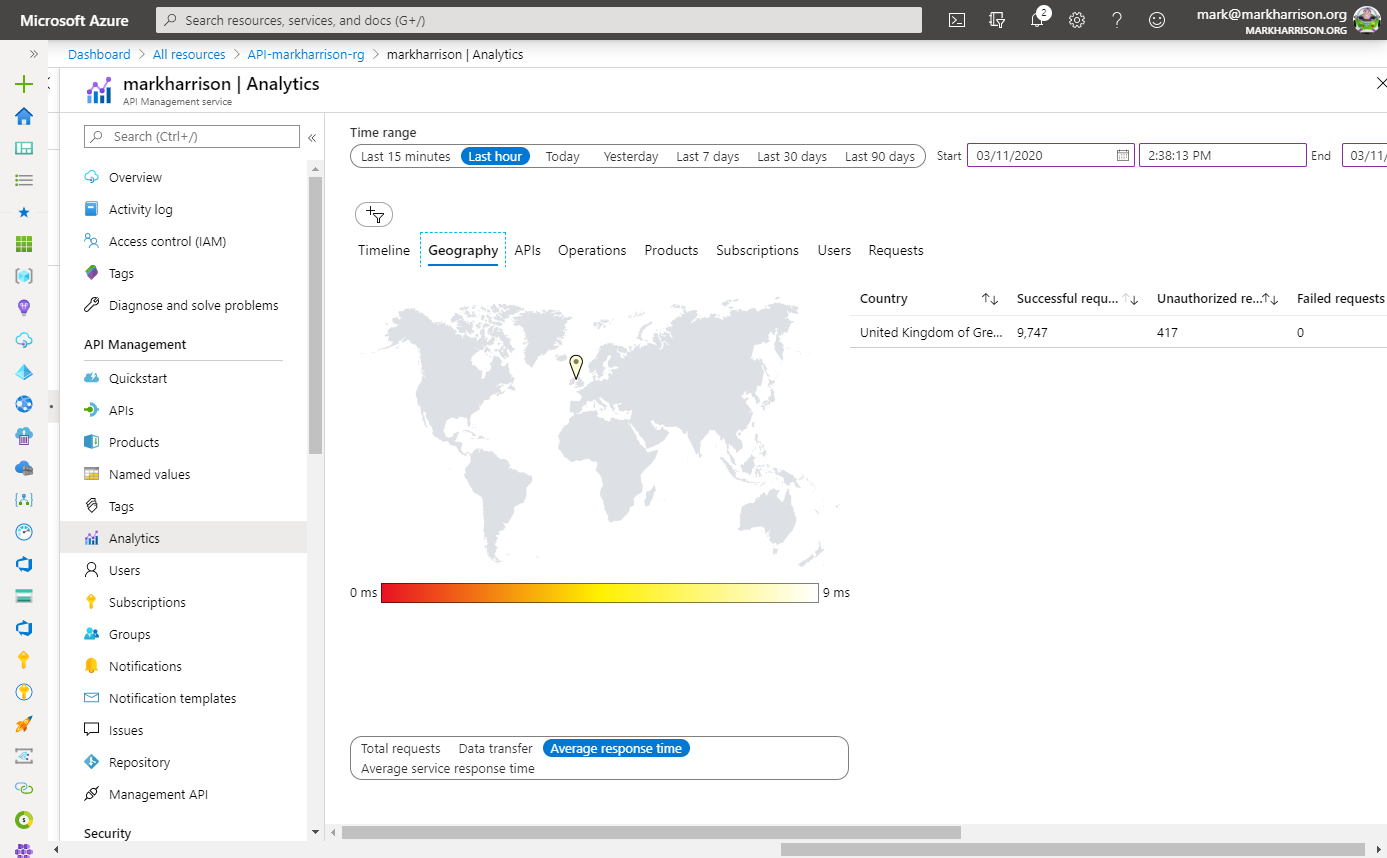 Microsoft Azure
Search resources, services, and docs (G+/)
2
mark@markharrison.org
MARKHARRISON.ORG
Dashboard > All resources > API-markharrison-rg > markharrison | Analytics
markharrison | Analytics
API Management service
Search (Ctrl+/)
Overview
Activity log
Access control (IAM)
Tags
Diagnose and solve problems
API Management
Quickstart
APIs
Products
Named values
Tags
Analytics
Users
Subscriptions
Groups
Notifications
Notification templates
Issues
Repository
Management API
Security
Time range
Last 15 minutes Last hour Today Yesterday Last 7 days Last 30 days Last 90 days Start 03/11/2020 2:38:13 PM End 03/11/
Timeline Geography APIs Operations Products Subscriptions Users Requests
Country Successful requ... Unauthorized re... Failed requests
United Kingdom of Gre... 9,747 417 0
0 ms 9 ms
Total requests Data transfer Average response time
Average service response time